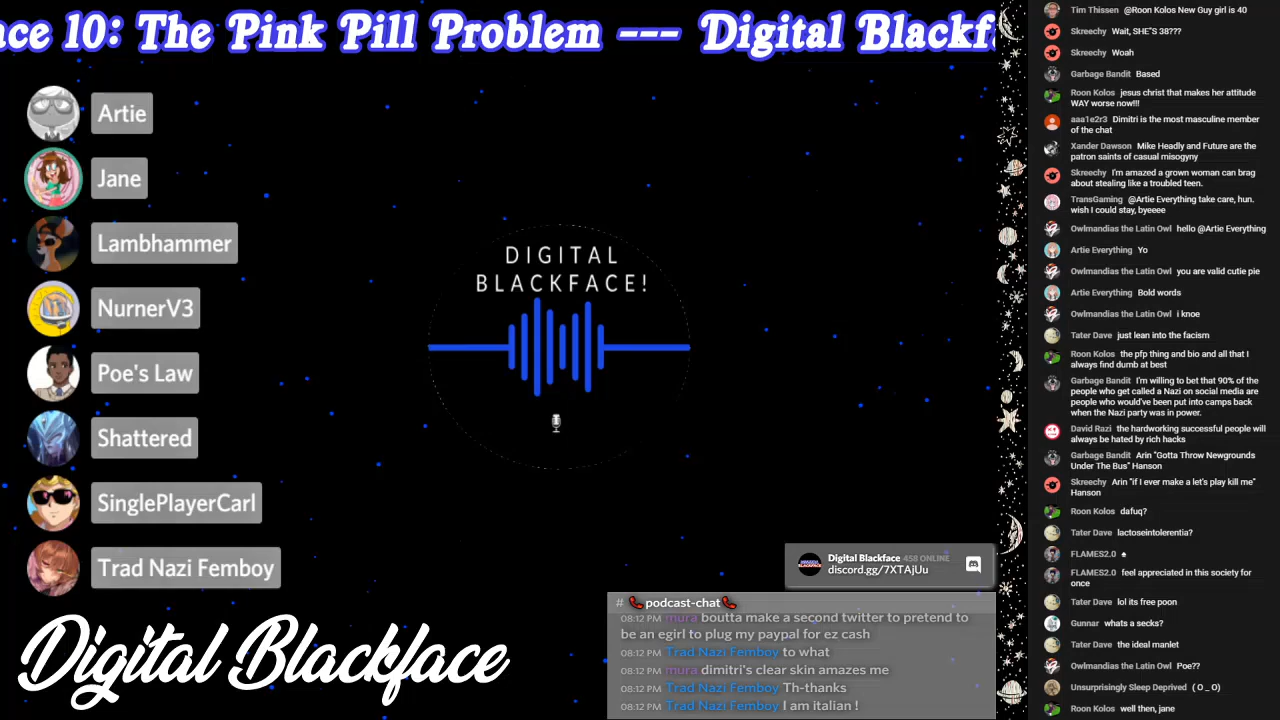 ace 10: The Pink Pill Problem --- Digital Blackf
Artie
Jane
Lambhammer
NurnerV3
Poe's Law
Shattered
SinglePlayerCarl
Trad Nazi Femboy
DIGITAL
BLACKFACE!
Digital Blackface
Digital Blackface 458 ONLINE
discord.gg/7XTAjUu
# 📞podcast-chat📞
08:12 PM mura boutta make a second twitter to pretend to
be an egirl to plug my paypal for ez cash
08:12 PM Trad Nazi Femboy to what
08:12 PM mura dimitri's clear skin amazes me
08:12 PM Trad Nazi Femboy Th-thanks
08:12 PM Trad Nazi Femboy I am italian !
Tim Thissen @Roon Kolos New Guy girl is 40
Skreechy Wait, SHE"S 38???
Skreechy Woah
Garbage Bandit Based
Roon Kolos jesus christ that makes her attitude
WAY worse now!!!
aaa1e2r3 Dimitri is the most masculine member
of the chat
Xander Dawson Mike Headly and Future are the
patron saints of casual misogyny
Skreechy I'm amazed a grown woman can brag
about stealing like a troubled teen.
TransGaming @Artie Everything take care, hun.
wish I could stay, byeeee
Owlmandias the Latin Owl hello @Artie Everything
Artie Everything Yo
Owlmandias the Latin Owl you are valid cutie pie
Artie Everything Bold words
Owlmandias the Latin Owl i knoe
Tater Dave just lean into the facism
Roon Kolos the pfp thing and bio and all that I
always find dumb at best
Garbage Bandit I'm willing to bet that 90% of the
people who get called a Nazi on social media are
people who would've been put into camps back
when the Nazi party was in power.
David Razi the hardworking successful people will
always be hated by rich hacks
Garbage Bandit Arin "Gotta Throw Newgrounds
Under The Bus" Hanson
Skreechy Arin "if I ever make a let's play kill me"
Hanson
Roon Kolos dafuq?
Tater Dave lactoseintolerentia?
FLAMES2.0 ♠
FLAMES2.0 feel appreciated in this society for
once
Tater Dave lol its free poon
Gunnar whats a secks?
Tater Dave the ideal manlet
Owlmandias the Latin Owl Poe??
Unsurprisingly Sleep Deprived ( 0 _ 0)
Roon Kolos well then, jane